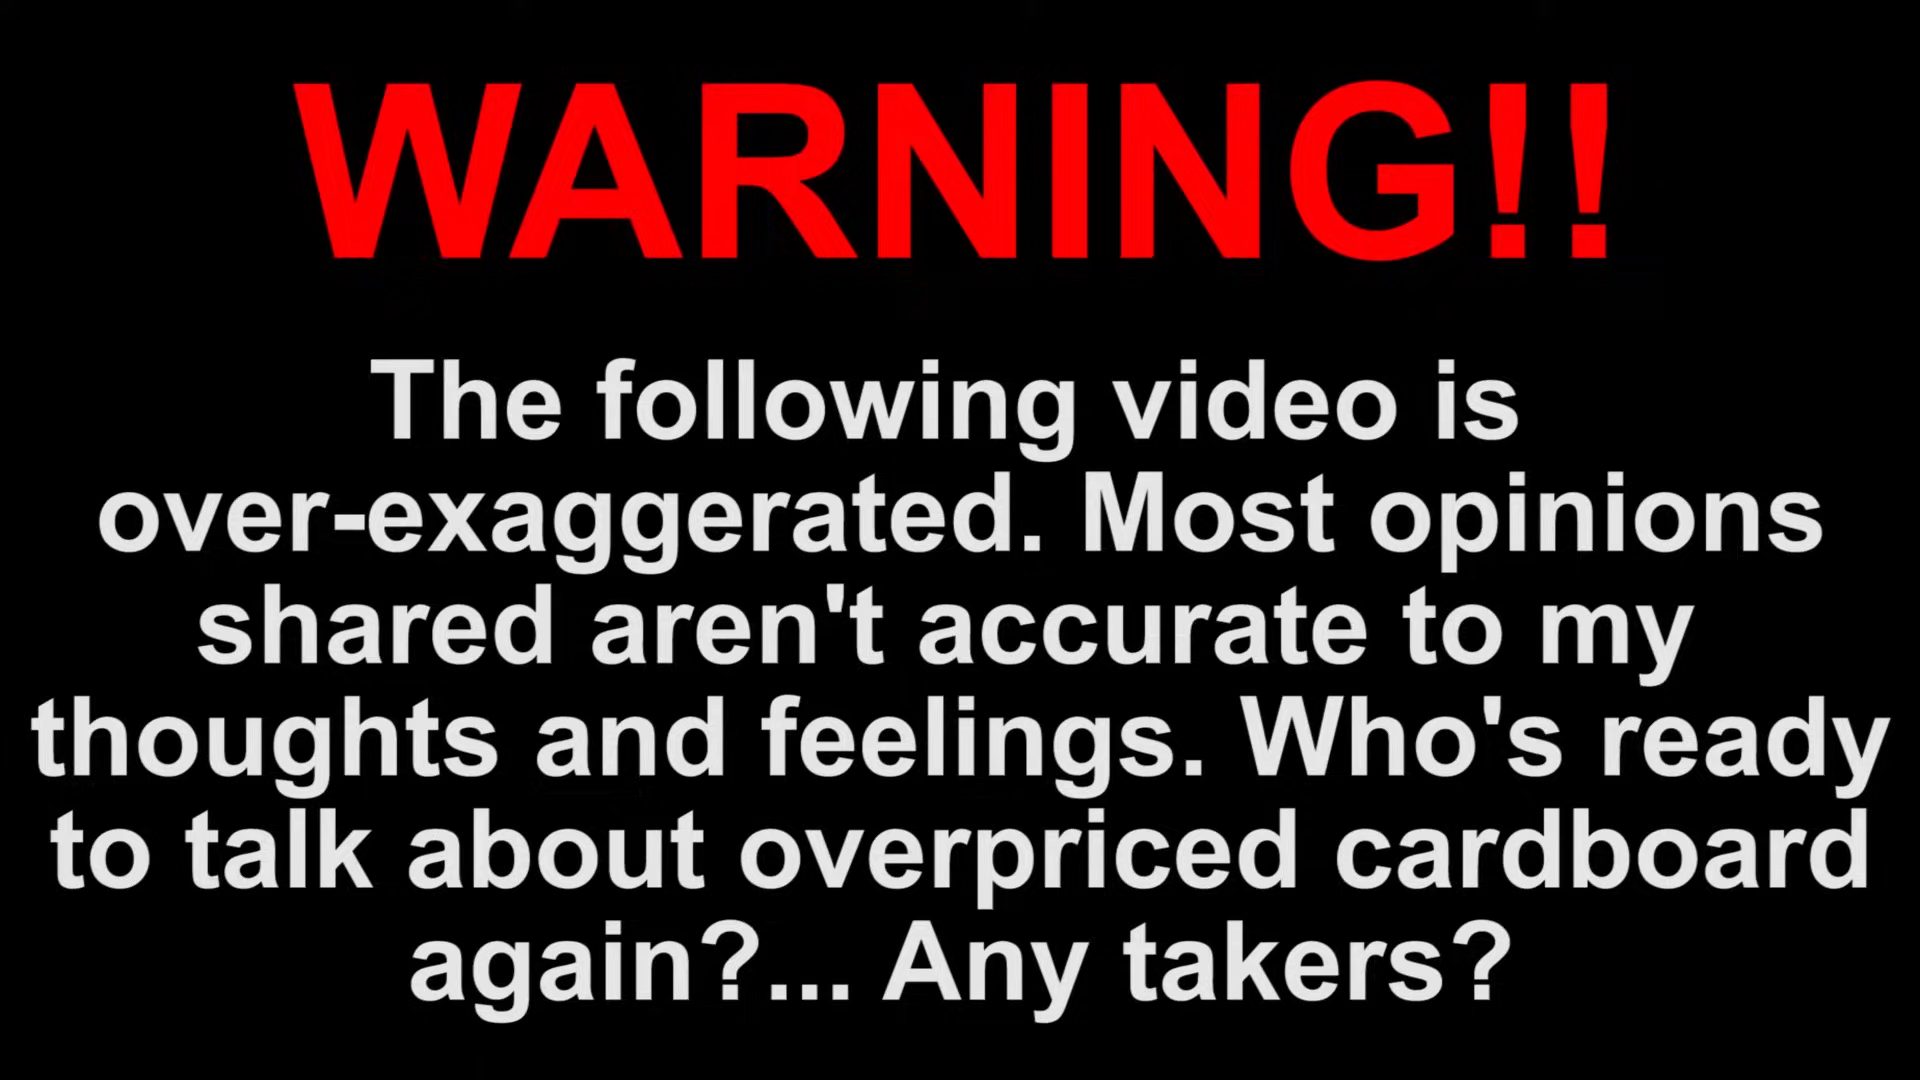 WARNING!!
The following video is
over-exaggerated. Most opinions
shared aren't accurate to my
thoughts and feelings. Who's ready
to talk about overpriced cardboard
again?... Any takers?